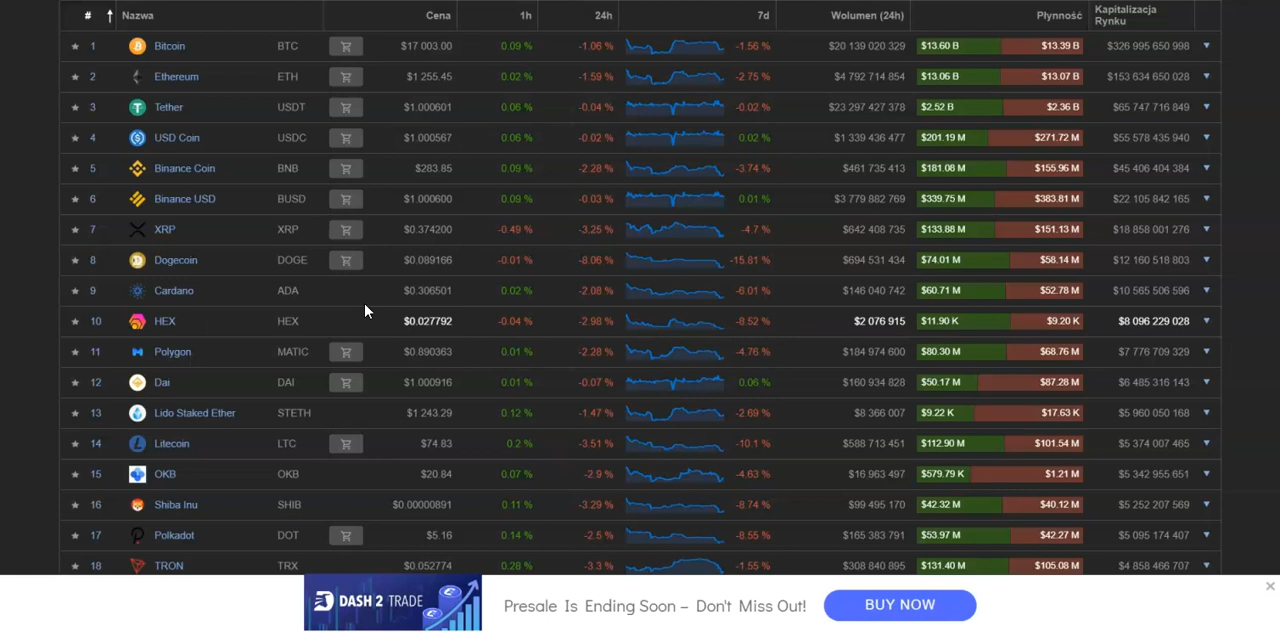 # Nazwa Cena 1h 24h 7d Wolumen (24h) Płynność Kapitalizacja Rynku
1 Bitcoin BTC $17 003.00 0.09 % -1.06 % -1.56 % $20 139 020 329 $13.60 B $13.39 B $326 995 650 998
2 Ethereum ETH $1 255.45 0.02 % -1.59 % -2.75 % $4 792 714 854 $13.06 B $13.07 B $153 634 650 028
3 Tether USDT $1.000601 0.06 % -0.04 % -0.02 % $23 297 427 378 $2.52 B $2.36 B $65 747 716 849
4 USD Coin USDC $1.000567 0.06 % -0.02 % 0.02 % $1 339 436 477 $201.19 M $271.72 M $55 578 435 940
5 Binance Coin BNB $283.85 0.09 % -2.28 % -3.74 % $461 735 413 $181.08 M $155.96 M $45 406 404 384
6 Binance USD BUSD $1.000600 0.09 % -0.03 % 0.01 % $3 779 882 769 $339.75 M $383.81 M $22 105 842 165
7 XRP XRP $0.374200 -0.49 % -3.25 % -4.7 % $642 408 735 $133.88 M $151.13 M $18 858 001 276
8 Dogecoin DOGE $0.089166 -0.01 % -8.06 % -15.81 % $694 531 434 $74.01 M $58.14 M $12 160 518 803
9 Cardano ADA $0.306501 0.02 % -2.08 % -6.01 % $146 040 742 $60.71 M $52.78 M $10 565 506 596
10 HEX HEX $0.027792 -0.04 % -2.98 % -8.52 % $2 076 915 $11.90 K $9.20 K $8 096 229 028
11 Polygon MATIC $0.890363 0.01 % -2.28 % -4.76 % $184 974 600 $80.30 M $68.76 M $7 776 709 329
12 Dai DAI $1.000916 0.01 % -0.07 % 0.06 % $160 934 828 $50.17 M $87.28 M $6 485 316 143
13 Lido Staked Ether STETH $1 243.29 0.12 % -1.47 % -2.69 % $8 366 007 $9.22 K $17.63 K $5 960 050 168
14 Litecoin LTC $74.83 0.2 % -3.51 % -10.1 % $588 713 451 $112.90 M $101.54 M $5 374 007 465
15 OKB OKB $20.84 0.07 % -2.9 % -4.63 % $16 963 497 $579.79 K $1.21 M $5 342 955 651
16 Shiba Inu SHIB $0.00000891 0.11 % -3.29 % -8.74 % $99 495 170 $42.32 M $40.12 M $5 252 207 569
17 Polkadot DOT $5.16 0.14 % -2.5 % -8.55 % $165 383 791 $53.97 M $42.27 M $5 095 174 407
18 TRON TRX $0.052774 0.28 % -3.3 % -1.55 % $308 840 895 $131.40 M $105.08 M $4 858 466 707
DASH 2 TRADE Presale Is Ending Soon – Don't Miss Out! BUY NOW